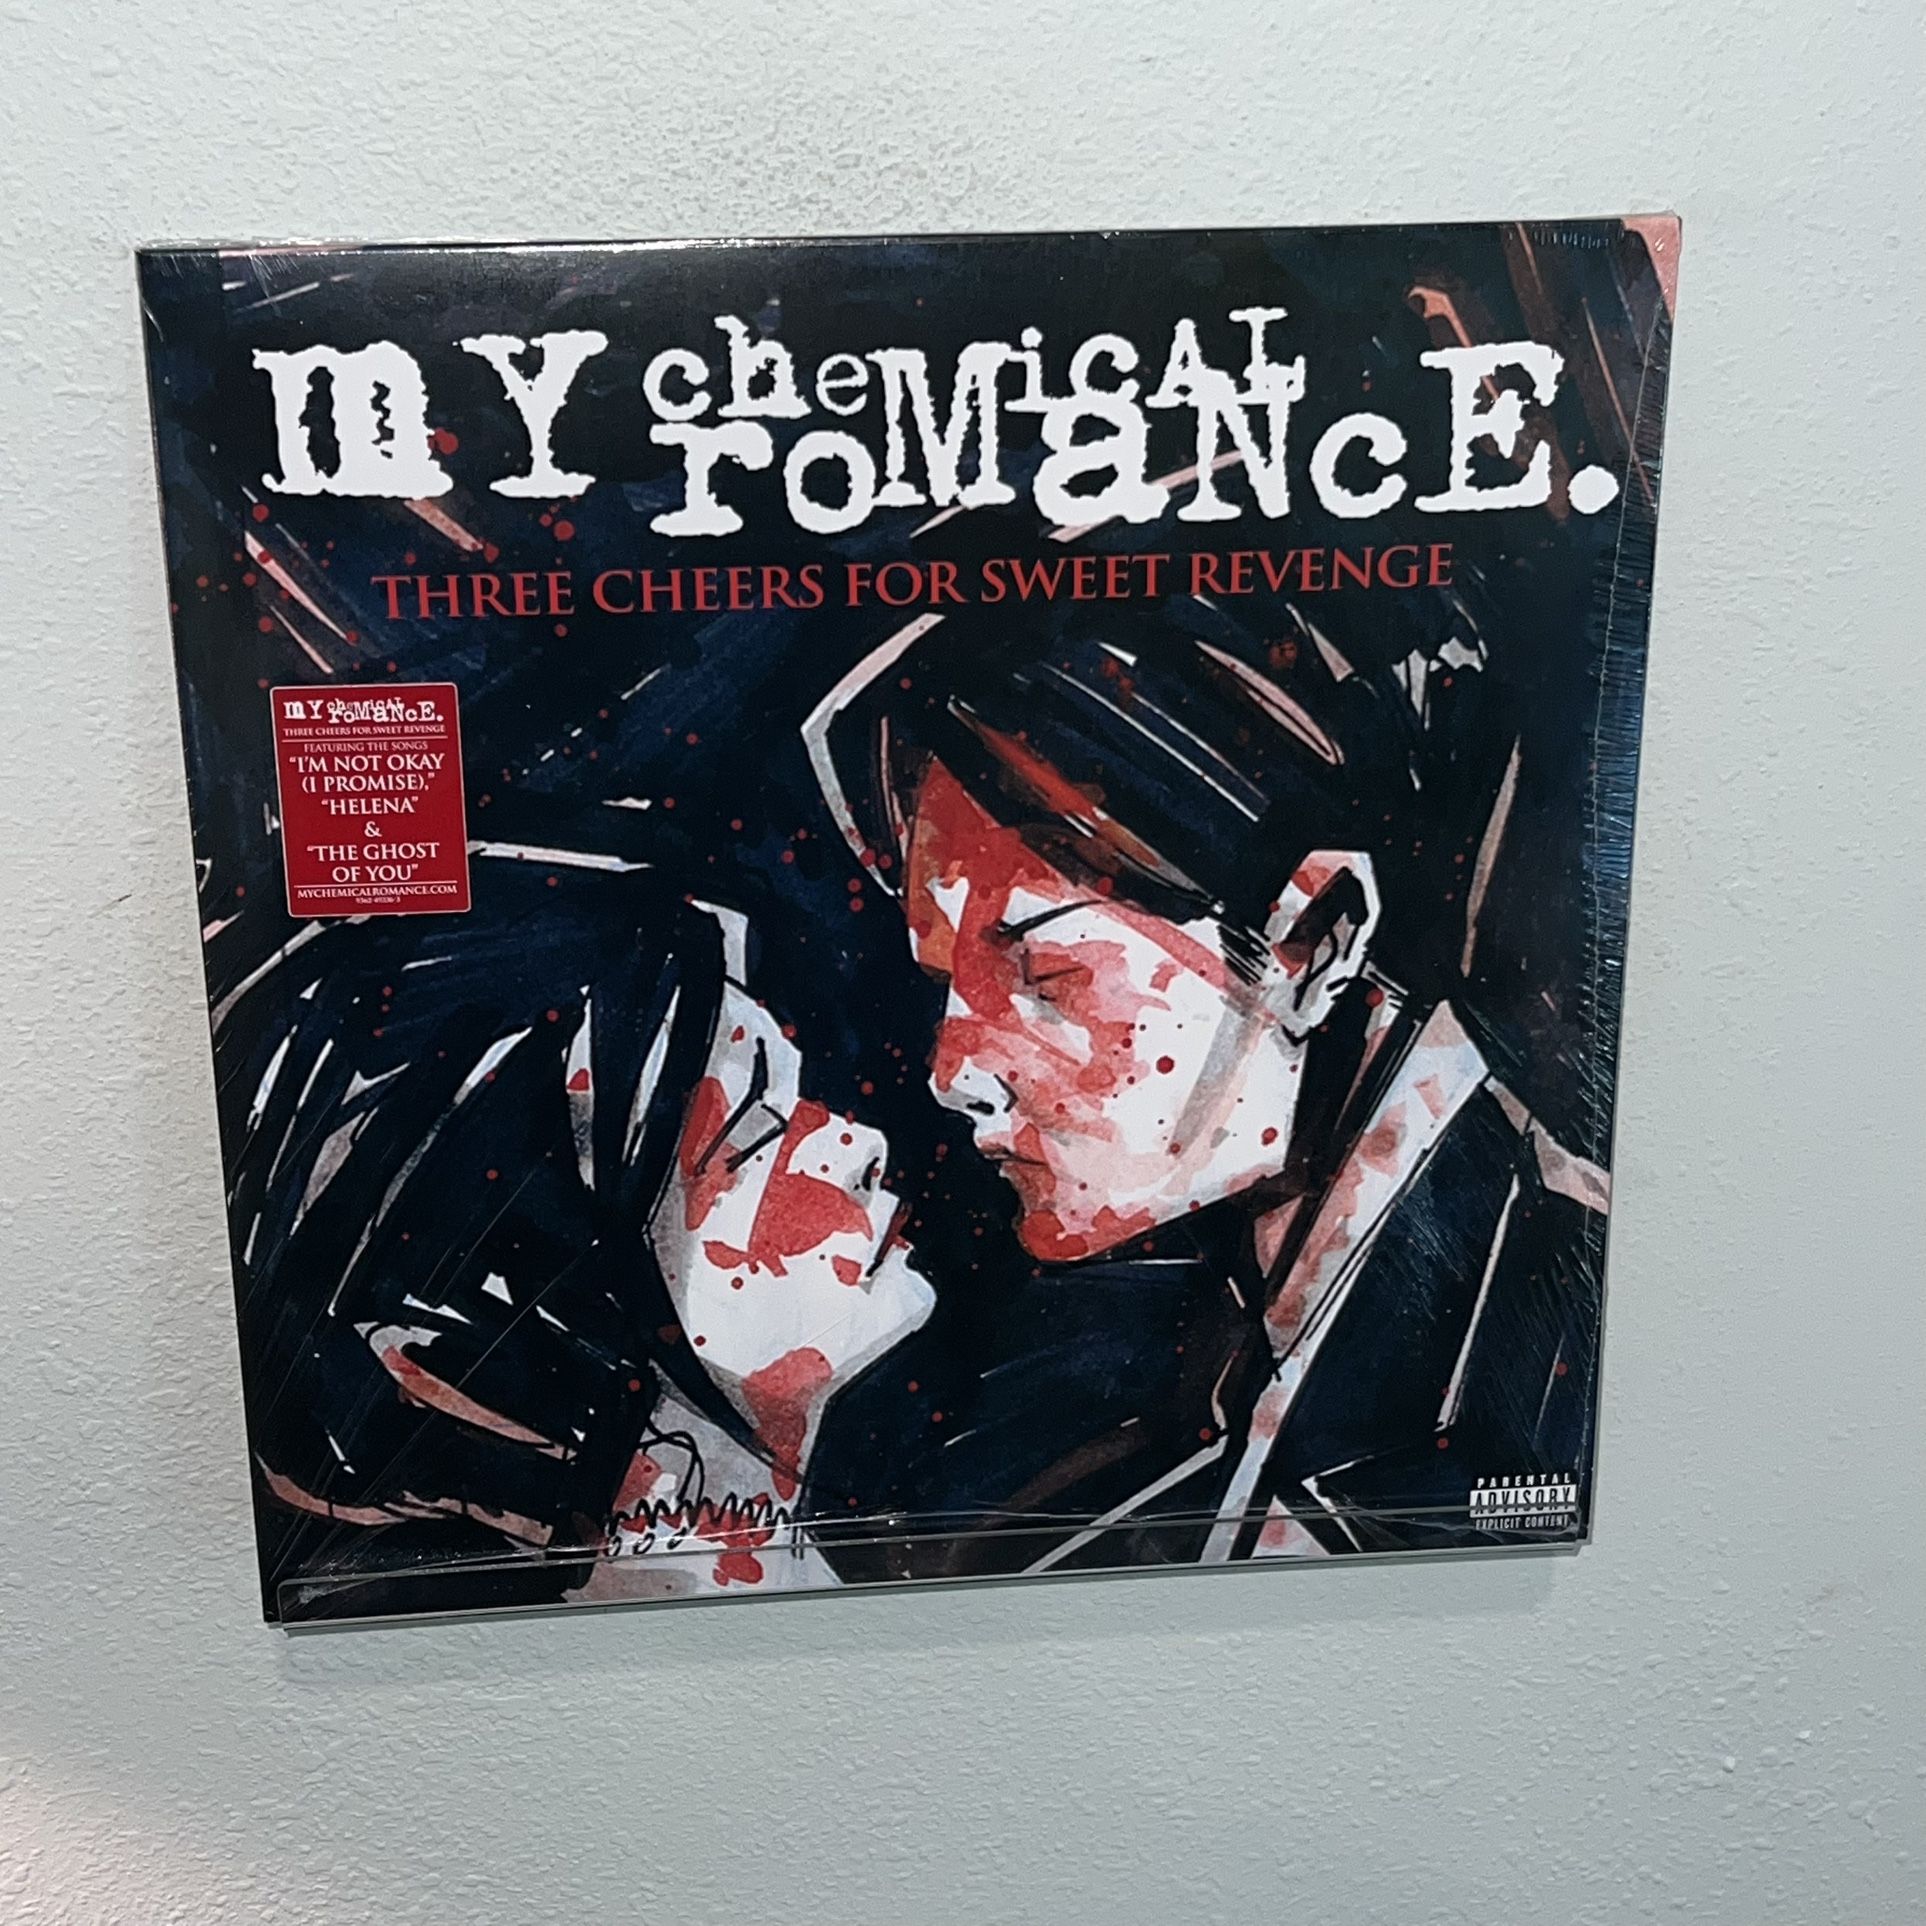 my chemical
romance.
THREE CHEERS FOR SWEET REVENGE
my chemical
romance.
THREE CHEERS FOR SWEET REVENGE
FEATURING THE SONGS
"I'M NOT OKAY
(I PROMISE),"
"HELENA"
&
"THE GHOST
OF YOU"
MYCHEMICALROMANCE.COM
PARENTAL
ADVISORY
EXPLICIT CONTENT